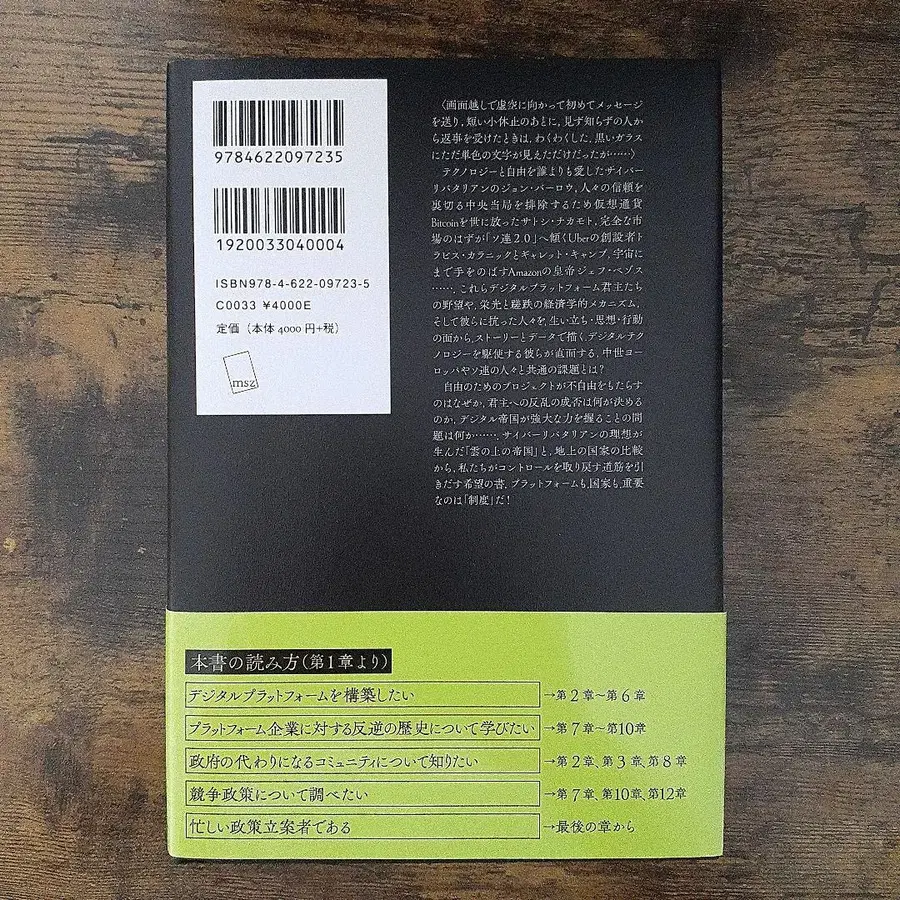 9784622097235
1920033040004
ISBN978-4-622-09723-5
C0033 ¥4000E
定価（本体 4000 円+税）
msz
〈画面越しで虚空に向かって初めてメッセージ
を送り，短い小休止のあとに，見ず知らずの人か
ら返事を受けたときは，わくわくした．黒いガラス
にただ単色の文字が見えただけだったが……〉
テクノロジーと自由を誰よりも愛したサイバー
リバタリアンのジョン・バーロウ，人々の信頼を
裏切る中央当局を排除するため仮想通貨
Bitcoinを世に放ったサトシ・ナカモト，完全な市
場のはずが「ソ連2.0」へ傾くUberの創設者ト
ラビス・カラニックとギャレット・キャンプ，宇宙に
まで手をのばすAmazonの皇帝ジェフ・ベゾス
……．これらデジタルプラットフォーム君主たち
の野望や，栄光と蹉跌の経済学的メカニズム，
そして彼らに抗った人々を，生い立ち・思想・行動
の面から，ストーリーとデータで描く．デジタルテク
ノロジーを駆使する彼らが直面する，中世ヨー
ロッパやソ連の人々と共通の課題とは？
自由のためのプロジェクトが不自由をもたらす
のはなぜか，君主への反乱の成否は何が決める
のか，デジタル帝国が強大な力を握ることの問
題は何か……．サイバーリバタリアンの理想が
生んだ「雲の上の帝国」と，地上の国家の比較
から，私たちがコントロールを取り戻す道筋を引
きだす希望の書．プラットフォームも，国家も，重要
なのは「制度」だ！
本書の読み方（第1章より）
デジタルプラットフォームを構築したい →第2章〜第6章
プラットフォーム企業に対する反逆の歴史について学びたい →第7章〜第10章
政府の代わりになるコミュニティについて知りたい →第2章、第3章、第8章
競争政策について調べたい →第7章、第10章、第12章
忙しい政策立案者である →最後の章から